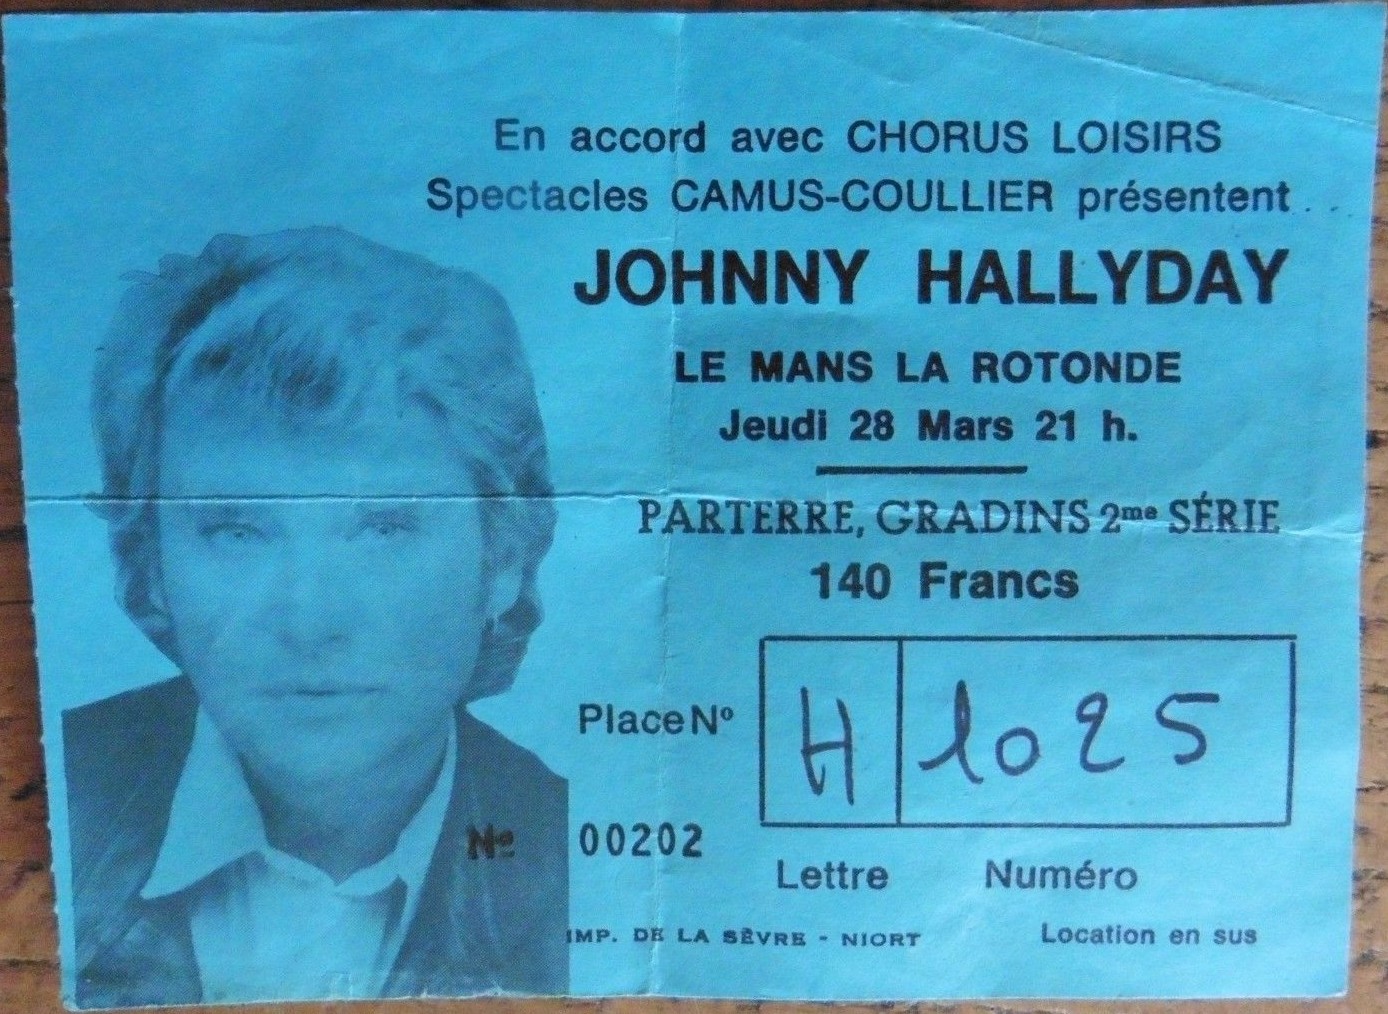 En accord avec CHORUS LOISIRS
Spectacles CAMUS-COULLIER présentent...
JOHNNY HALLYDAY
LE MANS LA ROTONDE
Jeudi 28 Mars 21 h.
PARTERRE, GRADINS 2me SÉRIE
140 Francs
Place No H 1025
Nº 00202
Lettre Numéro
IMP. DE LA SÈVRE - NIORT Location en sus